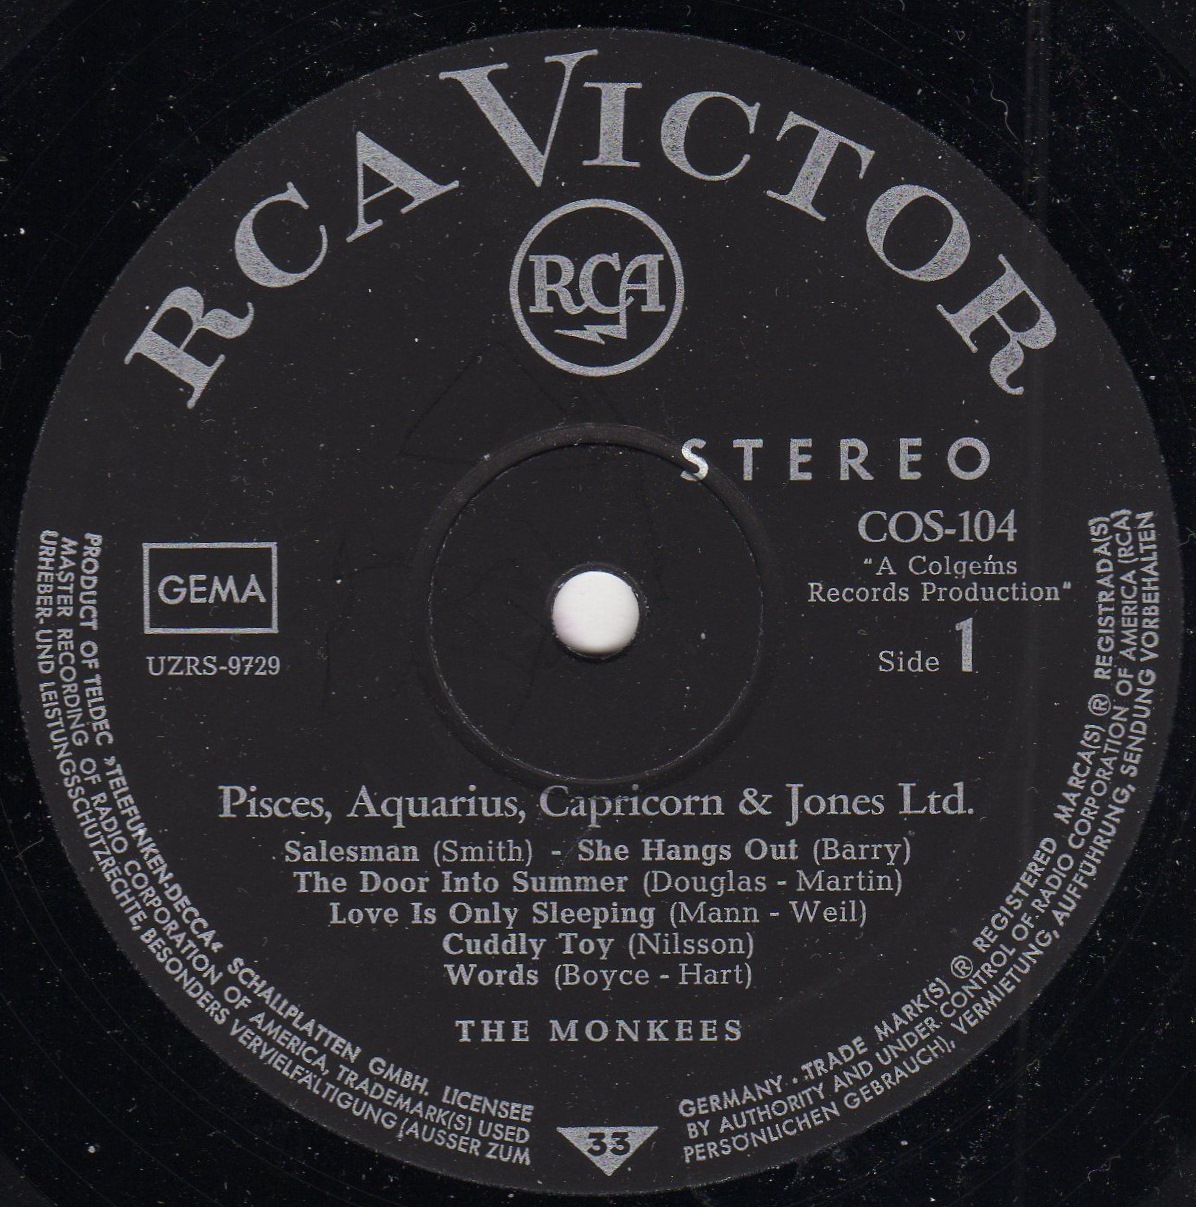 RCA VICTOR
RCA
STEREO
COS-104
"A Colgems
Records Production"
Side 1
GEMA
UZRS-9729
Pisces, Aquarius, Capricorn & Jones Ltd.
Salesman (Smith) - She Hangs Out (Barry)
The Door Into Summer (Douglas - Martin)
Love Is Only Sleeping (Mann - Weil)
Cuddly Toy (Nilsson)
Words (Boyce - Hart)
THE MONKEES
PRODUCT OF TELDEC »TELEFUNKEN-DECCA« SCHALLPLATTEN GMBH. LICENSEE
MASTER RECORDING OF RADIO CORPORATION OF AMERICA, TRADEMARK(S) USED
URHEBER- UND LEISTUNGSSCHUTZRECHTE, BESONDERS VERVIELFÄLTIGUNG (AUSSER ZUM
33
GERMANY . TRADE MARK(S) ® REGISTERED MARCA(S) ® REGISTRADA(S)
BY AUTHORITY AND UNDER CONTROL OF RADIO CORPORATION OF AMERICA (RCA)
PERSÖNLICHEN GEBRAUCH), VERMIETUNG, AUFFÜHRUNG, SENDUNG VORBEHALTEN